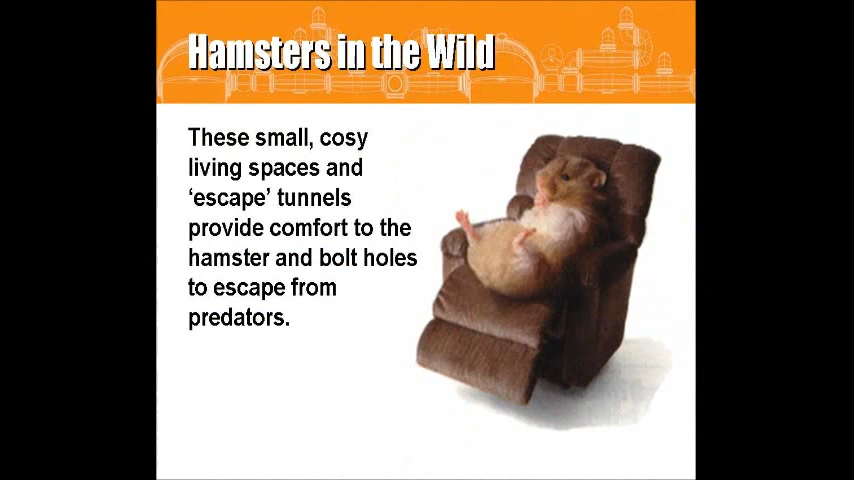 Hamsters in the Wild
These small, cosy
living spaces and
‘escape’ tunnels
provide comfort to the
hamster and bolt holes
to escape from
predators.